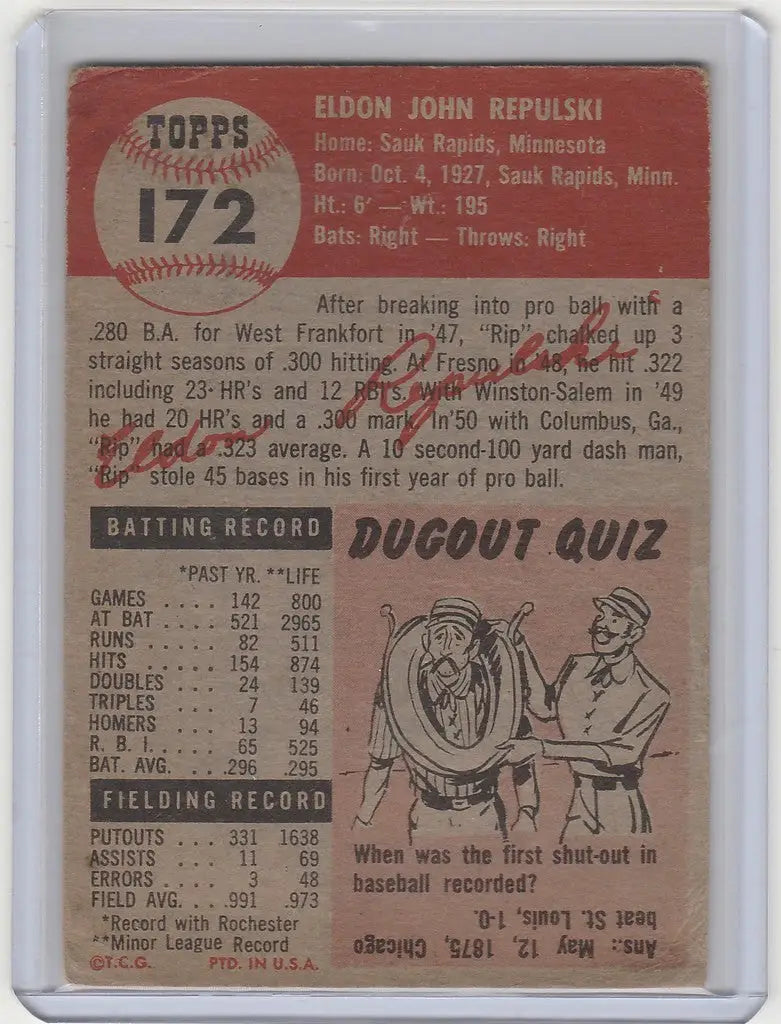 TOPPS
172
ELDON JOHN REPULSKI
Home: Sauk Rapids, Minnesota
Born: Oct. 4, 1927, Sauk Rapids, Minn.
Ht.: 6' — Wt.: 195
Bats: Right — Throws: Right
After breaking into pro ball with a
.280 B.A. for West Frankfort in '47, "Rip" chalked up 3
straight seasons of .300 hitting. At Fresno in '48, he hit .322
including 23 HR's and 12 RBI's. With Winston-Salem in '49
he had 20 HR's and a .300 mark. In'50 with Columbus, Ga.,
"Rip" had a .323 average. A 10 second-100 yard dash man,
"Rip" stole 45 bases in his first year of pro ball.
Eldon Repulski
BATTING RECORD
*PAST YR. **LIFE
GAMES .... 142 800
AT BAT .... 521 2965
RUNS ..... 82 511
HITS ..... 154 874
DOUBLES ... 24 139
TRIPLES ... 7 46
HOMERS ... 13 94
R. B. I. .... 65 525
BAT. AVG. ... .296 .295
FIELDING RECORD
PUTOUTS ... 331 1638
ASSISTS ... 11 69
ERRORS .... 3 48
FIELD AVG. ... .991 .973
*Record with Rochester
**Minor League Record
©T.C.G. PTD. IN U.S.A.
DUGOUT QUIZ
When was the first shut-out in
baseball recorded?
Ans.: May 12, 1875, Chicago
beat St. Louis, 1-0.